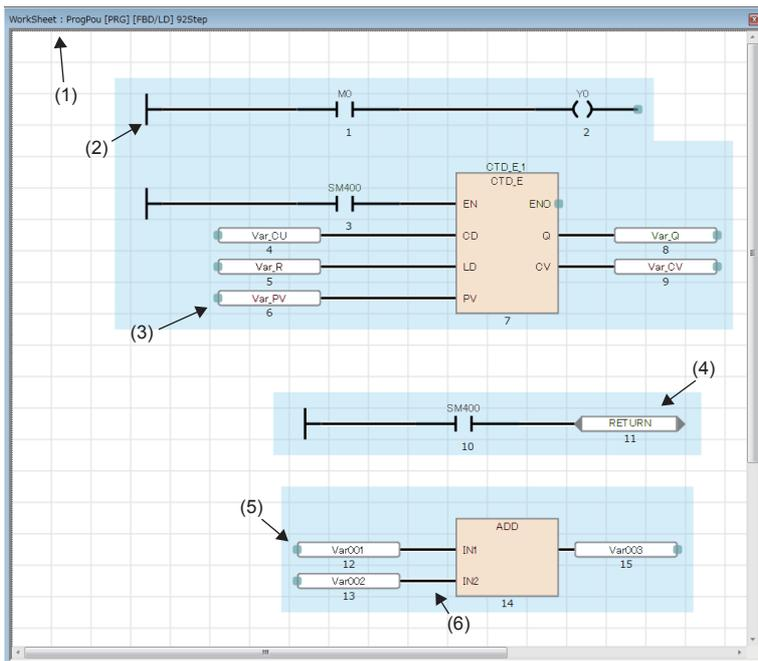 WorkSheet : ProgPou [PRG] [FBD/LD] 92Step
(1)
M0
Y0
1
2
(2)
CTD_E_1
CTD_E
SM400
EN
ENO
3
Var_CU
CD
Q
Var_Q
4
8
Var_R
LD
CV
Var_CV
5
9
Var_PV
PV
6
7
(3)
(4)
SM400
RETURN
10
11
(5)
ADD
Var001
IN1
Var003
12
15
Var002
IN2
13
14
(6)